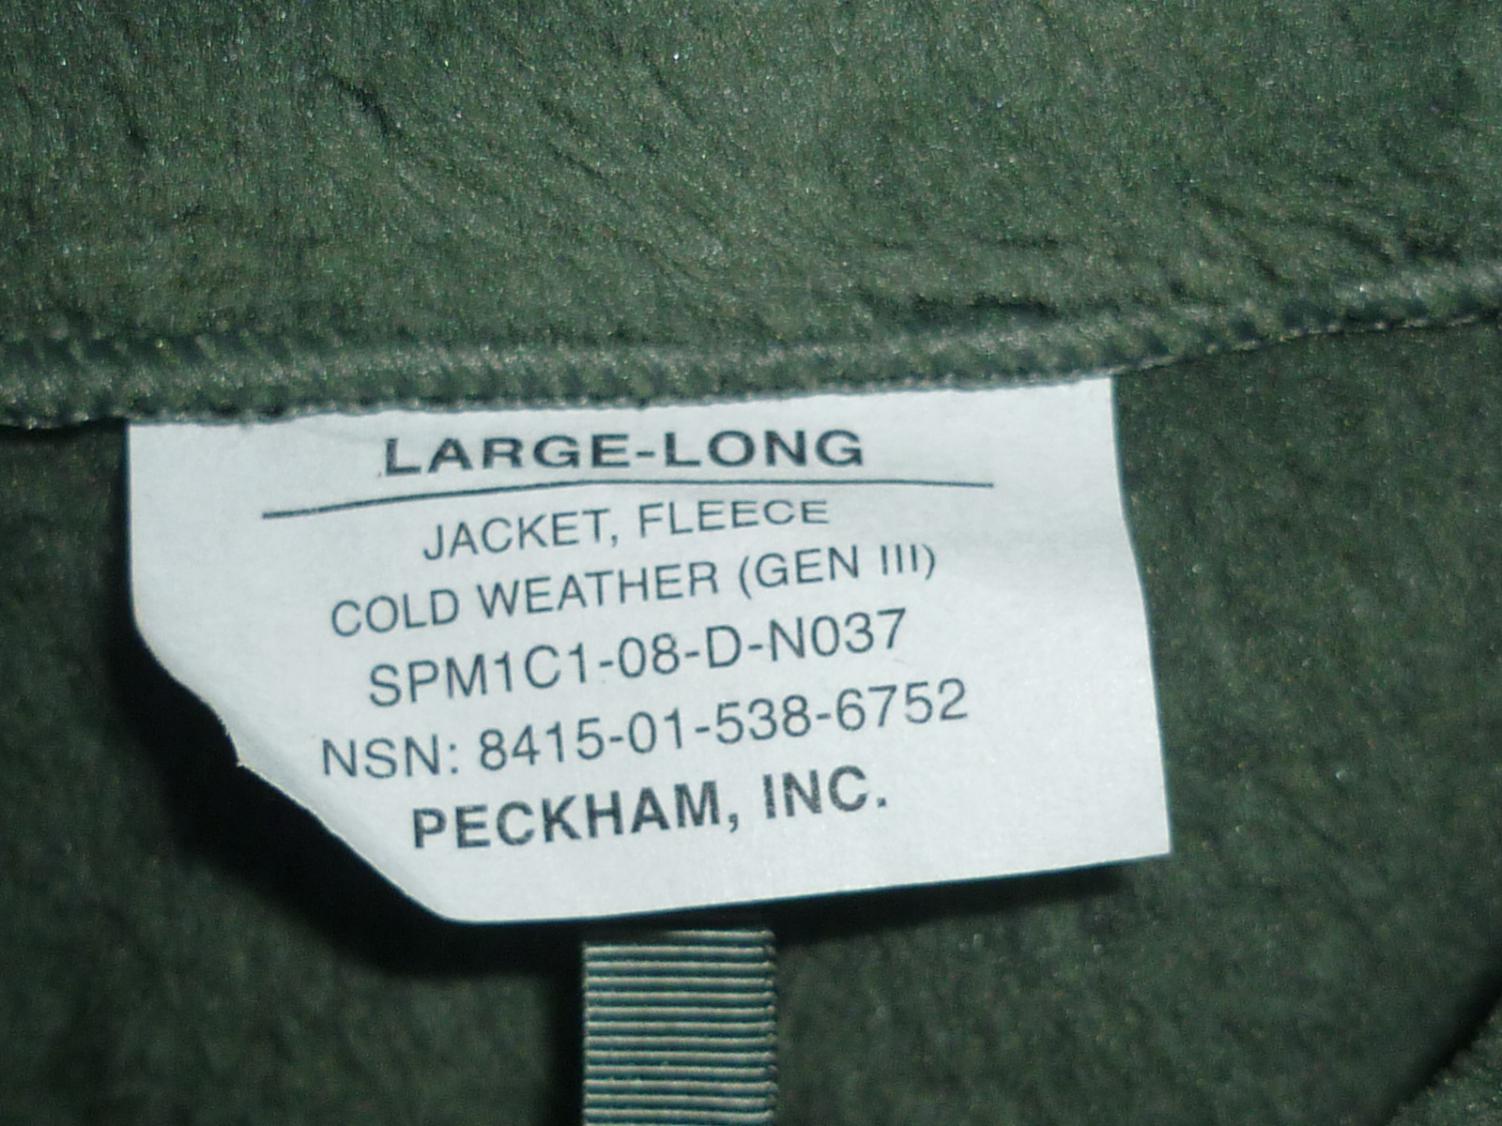 LARGE-LONG
JACKET, FLEECE
COLD WEATHER (GEN III)
SPM1C1-08-D-N037
NSN: 8415-01-538-6752
PECKHAM, INC.